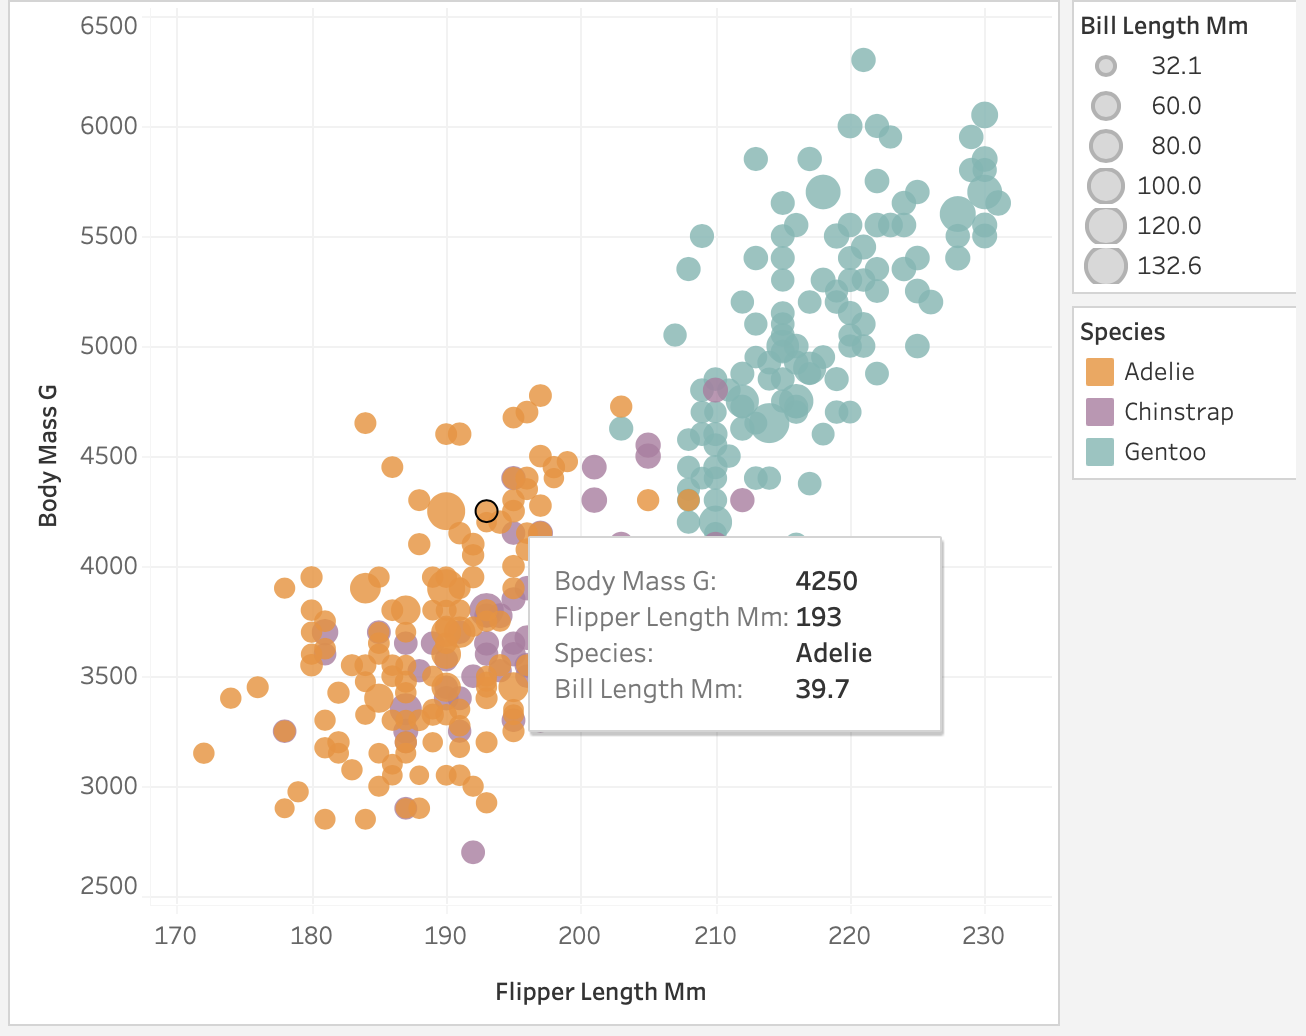 6500
6000
5500
5000
4500
4000
3500
3000
2500
Body Mass G
170 180 190 200 210 220 230
Flipper Length Mm
Body Mass G: 4250
Flipper Length Mm: 193
Species: Adelie
Bill Length Mm: 39.7
Bill Length Mm
32.1
60.0
80.0
100.0
120.0
132.6
Species
Adelie
Chinstrap
Gentoo